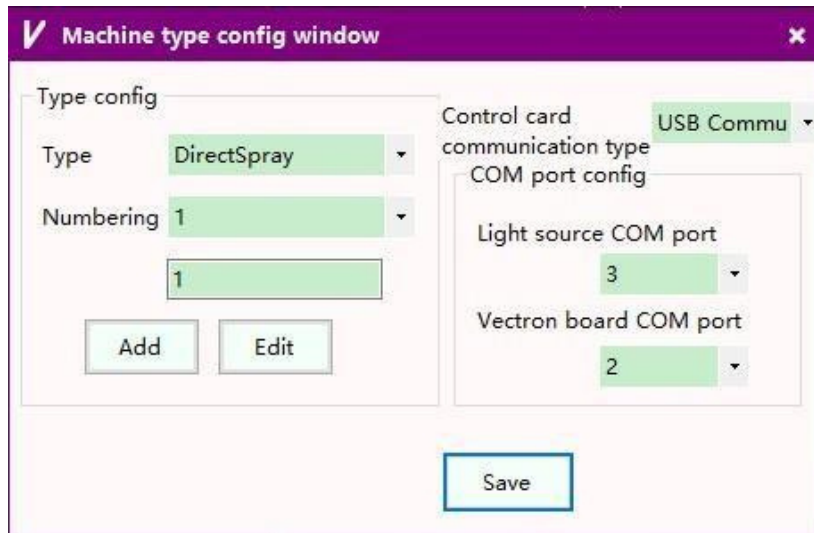 Machine type config window
Type config
Type DirectSpray
Numbering 1
1
Add Edit
Control card USB Commu
communication type
COM port config
Light source COM port
3
Vectron board COM port
2
Save